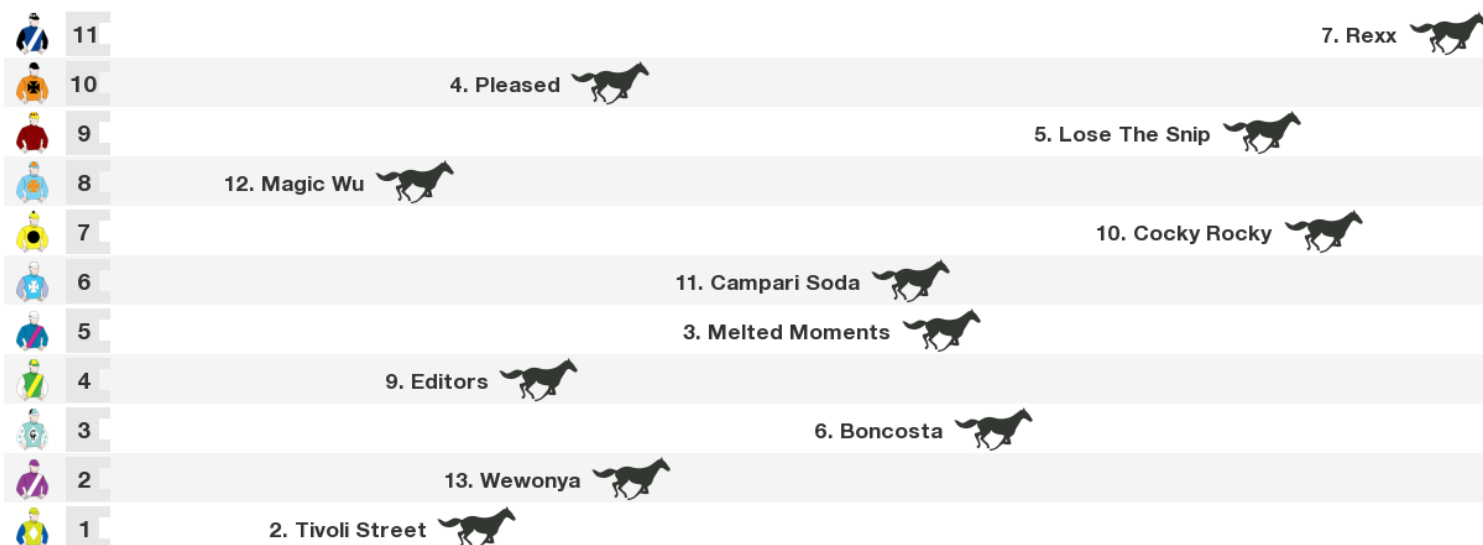 11 7. Rexx
10 4. Pleased
9 5. Lose The Snip
8 12. Magic Wu
7 10. Cocky Rocky
6 11. Campari Soda
5 3. Melted Moments
4 9. Editors
3 6. Boncosta
2 13. Wewonya
1 2. Tivoli Street